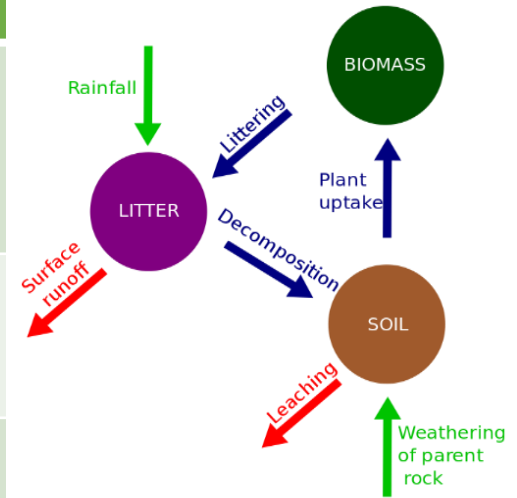 BIOMASS
Rainfall
Littering
Plant
uptake
LITTER
Decomposition
Surface
runoff
SOIL
Leaching
Weathering
of parent
rock